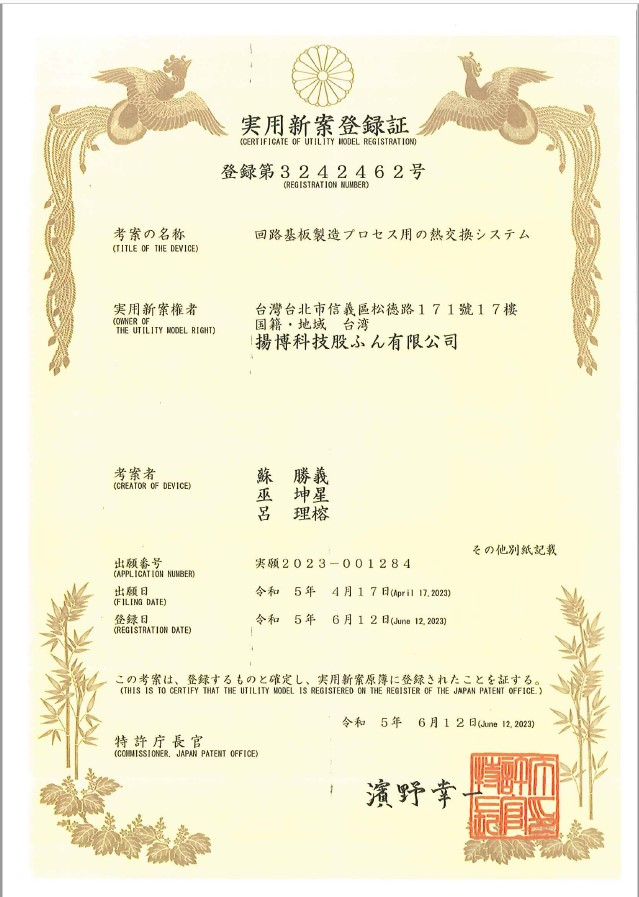 実用新案登録証
(CERTIFICATE OF UTILITY MODEL REGISTRATION)
登録第3242462号
(REGISTRATION NUMBER)
考案の名称 回路基板製造プロセス用の熱交換システム
(TITLE OF THE DEVICE)
実用新案権者 台灣台北市信義區松德路171號17樓
(OWNER OF 国籍・地域 台湾
THE UTILITY MODEL RIGHT) 揚博科技股ふん有限公司
考案者 蘇 勝義
(CREATOR OF DEVICE) 巫 坤星
呂 理榕
その他別紙記載
出願番号 実願2023-001284
(APPLICATION NUMBER)
出願日 令和 5年 4月17日(April 17,2023)
(FILING DATE)
登録日 令和 5年 6月12日(June 12,2023)
(REGISTRATION DATE)
この考案は、登録するものと確定し、実用新案原簿に登録されたことを証する。
(THIS IS TO CERTIFY THAT THE UTILITY MODEL IS REGISTERED ON THE REGISTER OF THE JAPAN PATENT OFFICE.)
令和 5年 6月12日(June 12,2023)
特許庁長官
(COMMISSIONER, JAPAN PATENT OFFICE)
濱野幸一